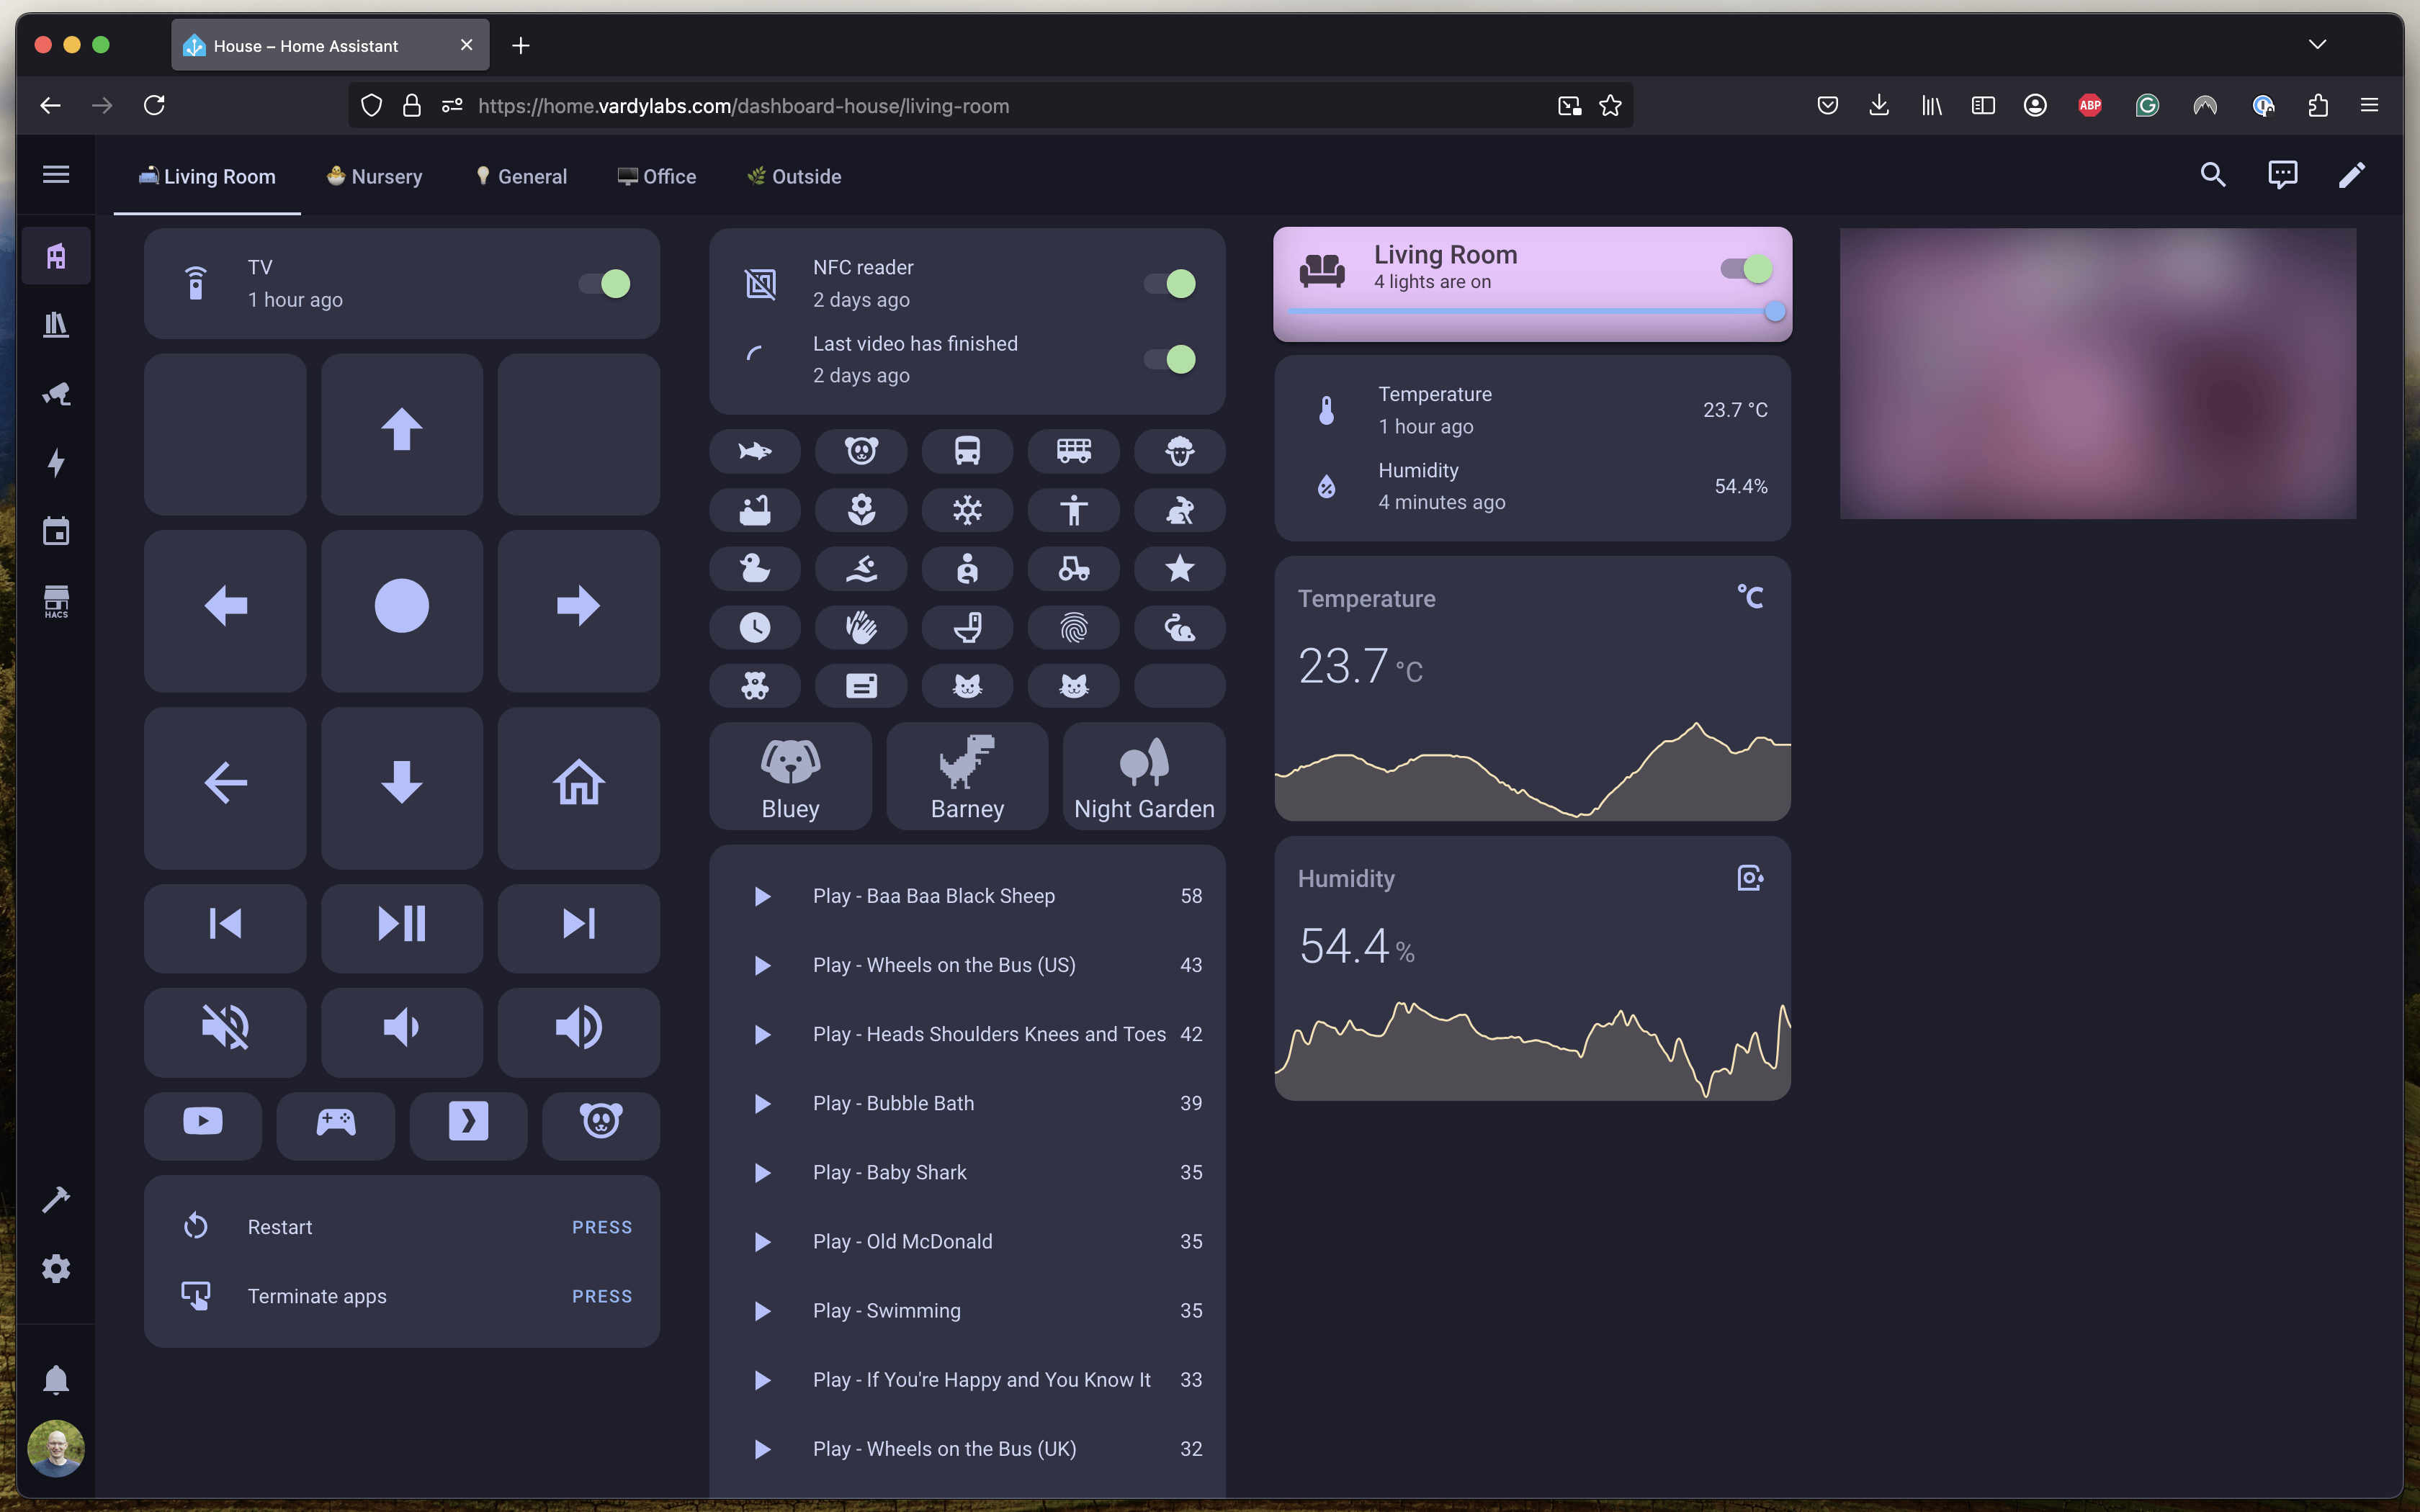 House – Home Assistant
https://home.vardylabs.com/dashboard-house/living-room
ABP
Living Room
Nursery
General
Office
Outside
HACS
TV
1 hour ago
Restart
PRESS
Terminate apps
PRESS
NFC reader
2 days ago
Last video has finished
2 days ago
Bluey
Barney
Night Garden
Play - Baa Baa Black Sheep 58
Play - Wheels on the Bus (US) 43
Play - Heads Shoulders Knees and Toes 42
Play - Bubble Bath 39
Play - Baby Shark 35
Play - Old McDonald 35
Play - Swimming 35
Play - If You're Happy and You Know It 33
Play - Wheels on the Bus (UK) 32
Living Room
4 lights are on
Temperature
1 hour ago
23.7 °C
Humidity
4 minutes ago
54.4%
Temperature
°C
23.7 °C
Humidity
54.4 %